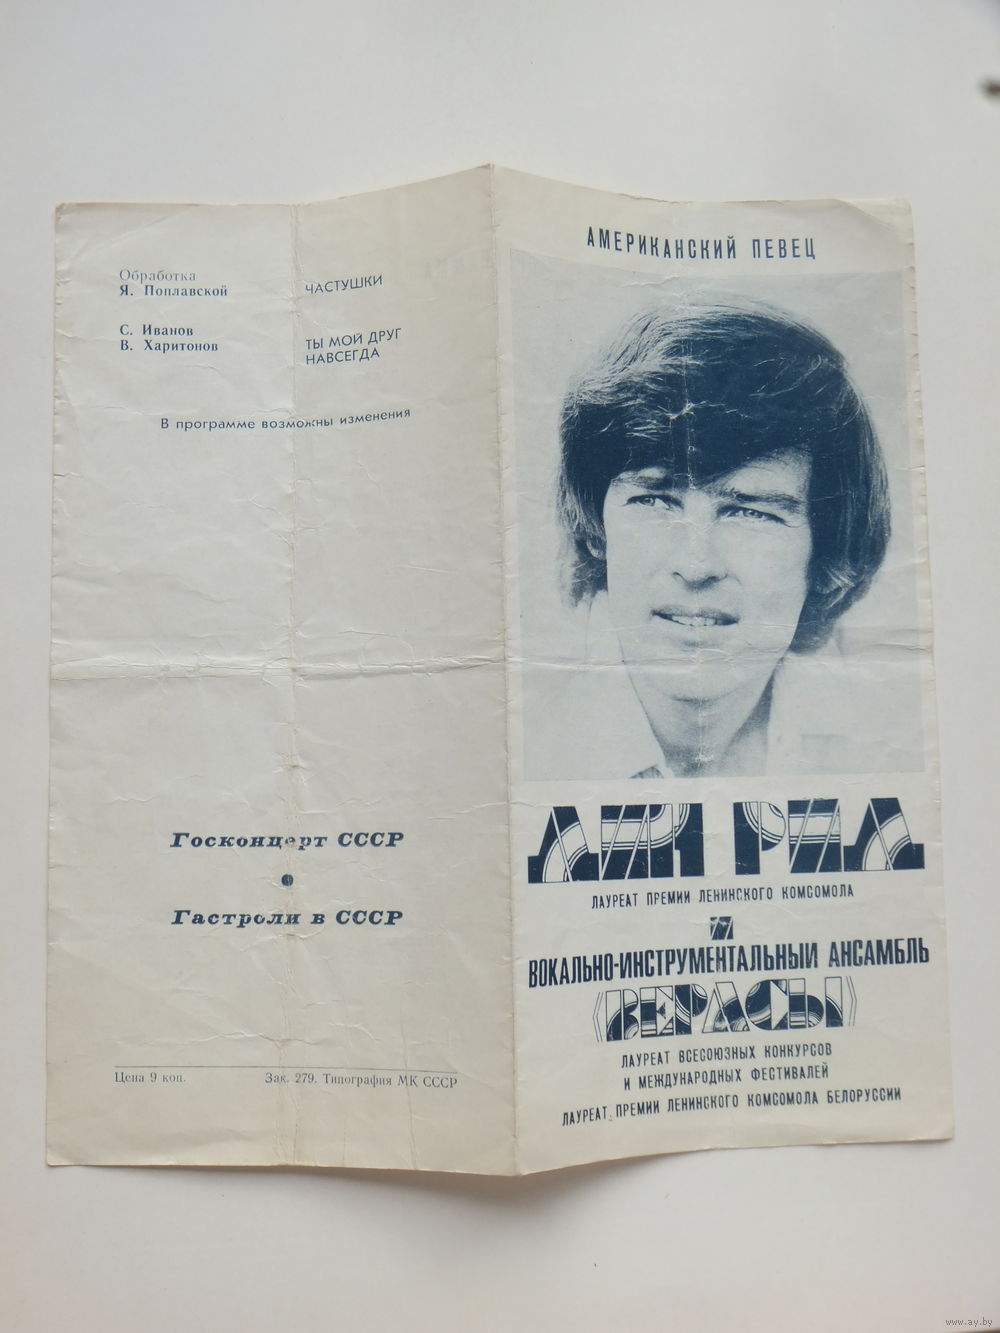 Обработка
Я. Поплавской
ЧАСТУШКИ
С. Иванов
В. Харитонов
ТЫ МОЙ ДРУГ
НАВСЕГДА
В программе возможны изменения
Госконцерт СССР
Гастроли в СССР
Цена 9 коп.
Зак. 279. Типография МК СССР
АМЕРИКАНСКИЙ ПЕВЕЦ
ДИН РИД
ЛАУРЕАТ ПРЕМИИ ЛЕНИНСКОГО КОМСОМОЛА
И
ВОКАЛЬНО-ИНСТРУМЕНТАЛЬНЫЙ АНСАМБЛЬ
«ВЕРАСЫ»
ЛАУРЕАТ ВСЕСОЮЗНЫХ КОНКУРСОВ
И МЕЖДУНАРОДНЫХ ФЕСТИВАЛЕЙ
ЛАУРЕАТ ПРЕМИИ ЛЕНИНСКОГО КОМСОМОЛА БЕЛОРУССИИ
www.ay.by